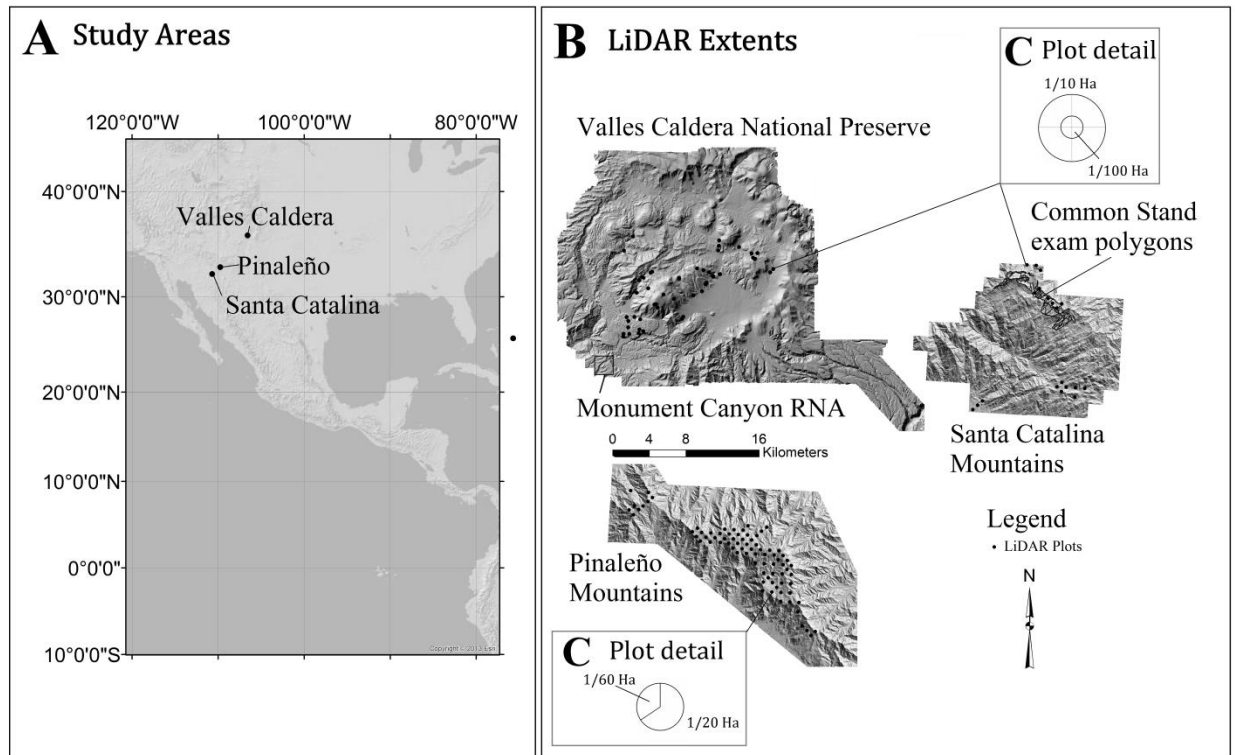 A Study Areas
120°0'0"W 100°0'0"W 80°0'0"W
40°0'0"N
30°0'0"N
20°0'0"N
10°0'0"N
0°0'0"
10°0'0"S
Valles Caldera
Pinaleño
Santa Catalina
Copyright © 2013 Esri
B LiDAR Extents
C Plot detail
1/10 Ha
1/100 Ha
Valles Caldera National Preserve
Common Stand
exam polygons
Monument Canyon RNA
0 4 8 16
Kilometers
Santa Catalina
Mountains
Pinaleño
Mountains
Legend
LiDAR Plots
N
C Plot detail
1/60 Ha
1/20 Ha